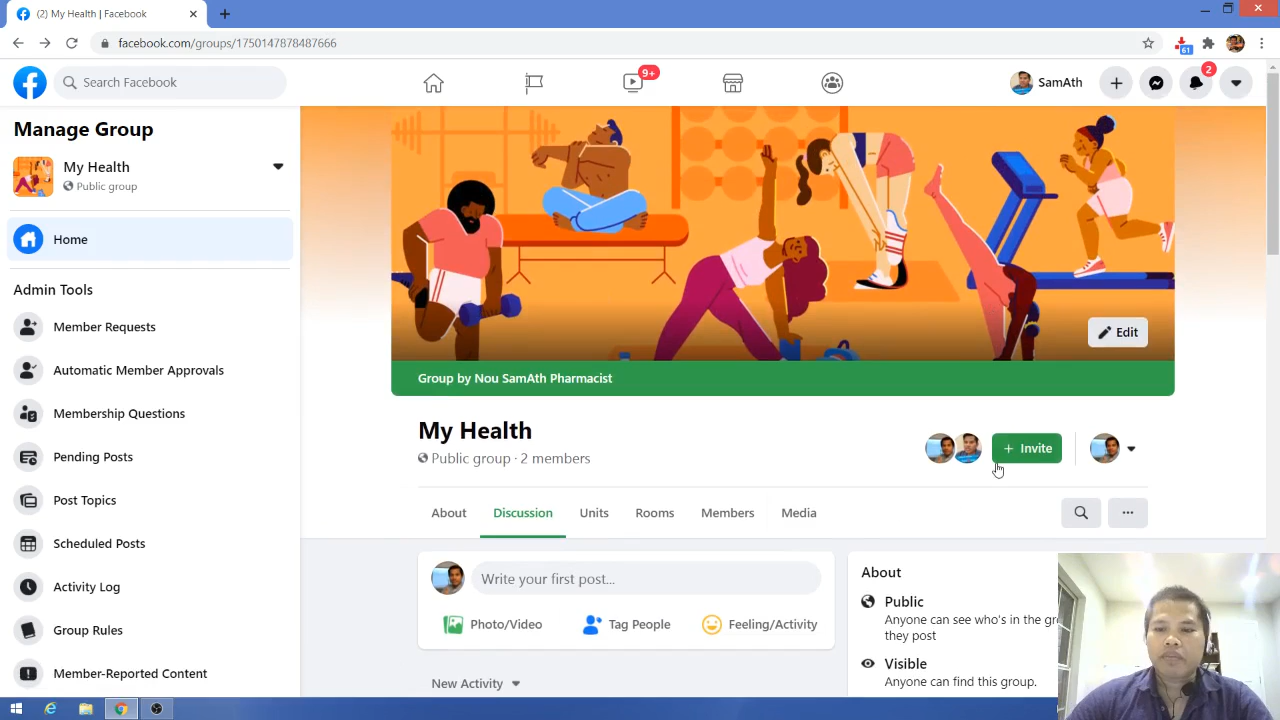 (2) My Health | Facebook
facebook.com/groups/1750147878487666
61
Search Facebook
9+
SamAth
2
Manage Group
My Health
Public group
Home
Admin Tools
Member Requests
Automatic Member Approvals
Membership Questions
Pending Posts
Post Topics
Scheduled Posts
Activity Log
Group Rules
Member-Reported Content
Edit
Group by Nou SamAth Pharmacist
My Health
Public group · 2 members
+ Invite
About
Discussion
Units
Rooms
Members
Media
Write your first post...
Photo/Video
Tag People
Feeling/Activity
New Activity
About
Public
Anyone can see who's in the gr
they post
Visible
Anyone can find this group.